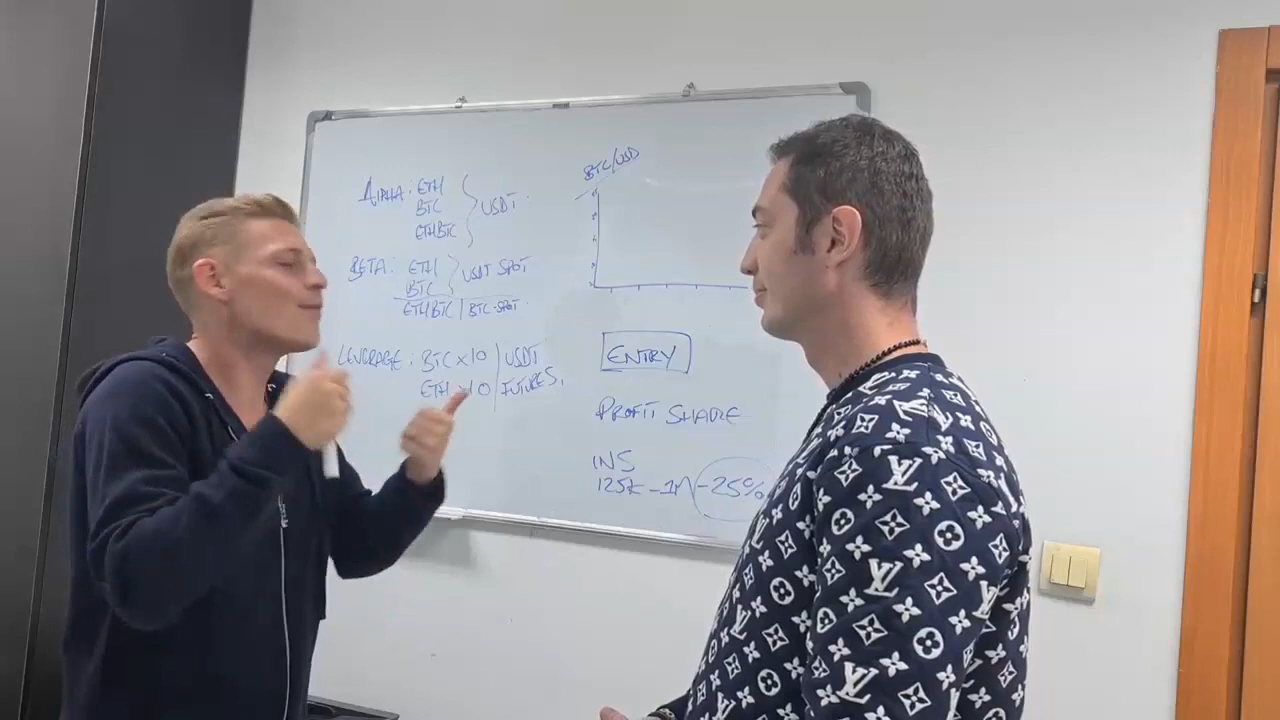 ALPHA: ETH
BTC
ETHBTC
} USDT
BETA: ETH
BTC
} USDT SPOT
ETHBTC | BTC-SPOT
LEVERAGE: BTC x10 | USDT
ETH x10 | FUTURES.
BTC/USD
ENTRY
PROFIT SHARE
INS
125K - 1M - 25%
LV